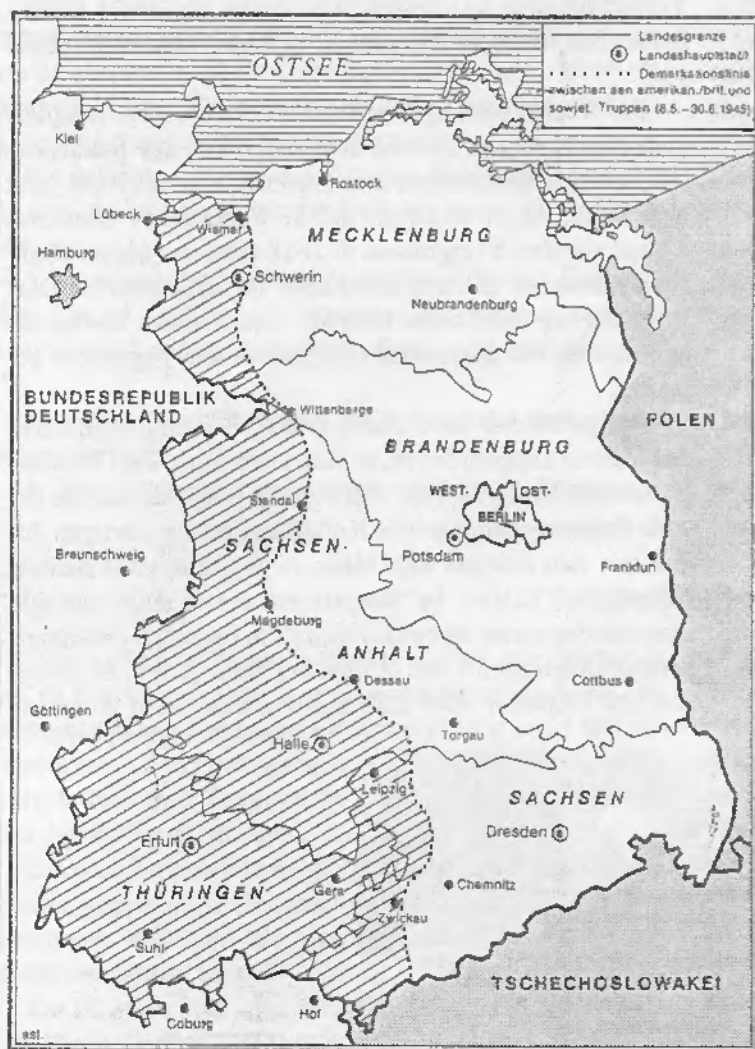 OSTSEE
Landesgrenze
Landeshauptstadt
Demarkationslinie
zwischen den amerikan./brit. und
sowjet. Truppen (8.5.–30.6.1945)
Kiel
Rostock
Lübeck
Wismar
MECKLENBURG
Hamburg
Schwerin
Neubrandenburg
BUNDESREPUBLIK
DEUTSCHLAND
Wittenberge
POLEN
BRANDENBURG
Stendal
WEST-
OST-
BERLIN
SACHSEN
Potsdam
Braunschweig
Frankfurt
Magdeburg
ANHALT
Dessau
Cottbus
Göttingen
Torgau
Halle
Leipzig
SACHSEN
Dresden
Erfurt
Gera
Chemnitz
THÜRINGEN
Zwickau
Suhl
TSCHECHOSLOWAKEI
Coburg
Hof